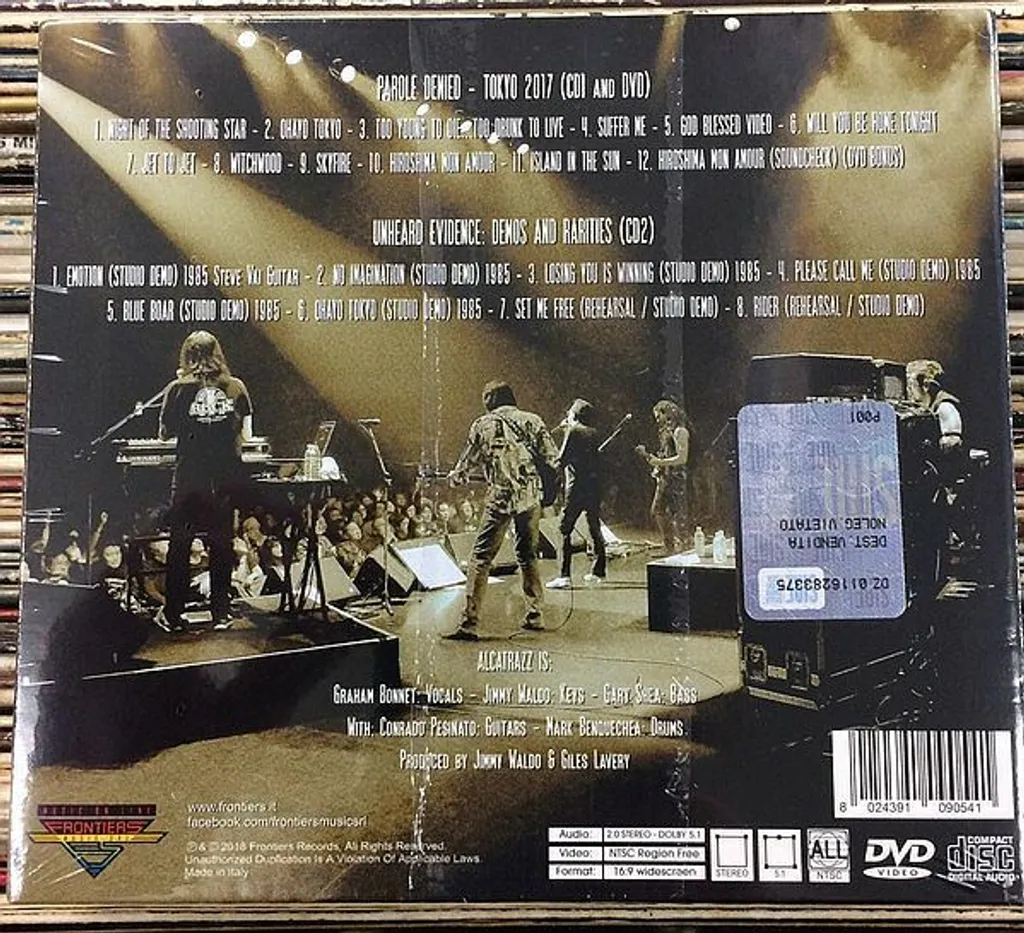 PAROLE DENIED - TOKYO 2017 (CD1 AND DVD)
1. NIGHT OF THE SHOOTING STAR - 2. OHAYO TOKYO - 3. TOO YOUNG TO DIE, TOO DRUNK TO LIVE - 4. SUFFER ME - 5. GOD BLESSED VIDEO - 6. WILL YOU BE HOME TONIGHT
7. JET TO JET - 8. WITCHWOOD - 9. SKYFIRE - 10. HIROSHIMA MON AMOUR - 11. ISLAND IN THE SUN - 12. HIROSHIMA MON AMOUR (SOUNDCHECK) (DVD BONUS)
UNHEARD EVIDENCE: DEMOS AND RARITIES (CD2)
1. EMOTION (STUDIO DEMO) 1985 STEVE VAI GUITAR - 2. NO IMAGINATION (STUDIO DEMO) 1985 - 3. LOSING YOU IS WINNING (STUDIO DEMO) 1985 - 4. PLEASE CALL ME (STUDIO DEMO) 1985
5. BLUE BOAR (STUDIO DEMO) 1985 - 6. OHAYO TOKYO (STUDIO DEMO) 1985 - 7. SET ME FREE (REHEARSAL / STUDIO DEMO) - 8. RIDER (REHEARSAL / STUDIO DEMO)
P001
NOLEG. VIETATO
DEST. VENDITA
DZ 0116283375
ALCATRAZZ IS:
GRAHAM BONNET: VOCALS - JIMMY WALDO: KEYS - GARY SHEA: BASS
WITH: CONRADO PESINATO: GUITARS - MARK BENQUECHEA: DRUMS.
PRODUCED BY JIMMY WALDO & GILES LAVERY
FRONTIERS
www.frontiers.it
facebook.com/frontiersmusicsrl
℗ & © 2018 Frontiers Records, All Rights Reserved.
Unauthorized Duplication Is A Violation Of Applicable Laws.
Made in Italy
Audio: 2.0 STEREO - DOLBY 5.1
Video: NTSC Region Free
Format: 16:9 widescreen
STEREO
5.1
ALL
NTSC
DVD
VIDEO
COMPACT
disc
DIGITAL AUDIO
8 024391 090541